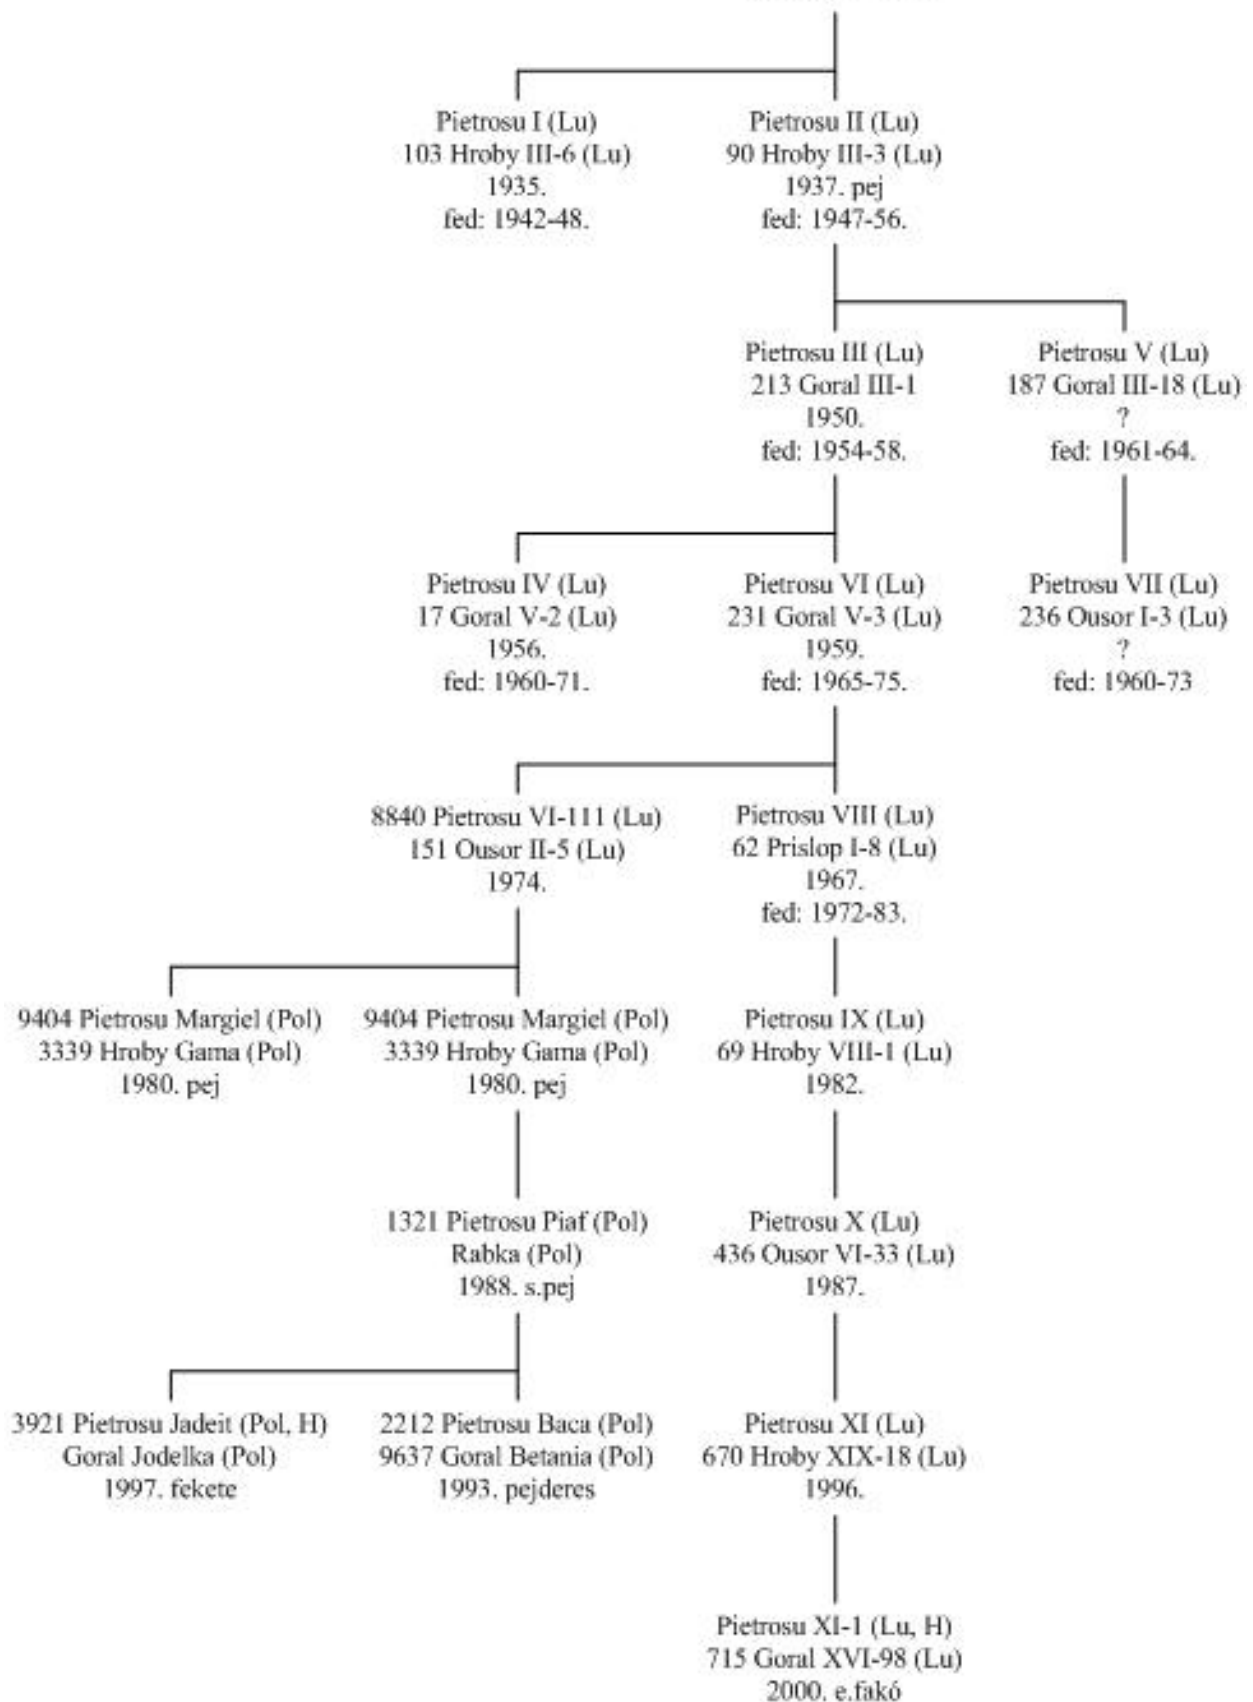 Pietrosu I (Lu)
103 Hroby III-6 (Lu)
1935.
fed: 1942-48.
Pietrosu II (Lu)
90 Hroby III-3 (Lu)
1937. pej
fed: 1947-56.
Pietrosu III (Lu)
213 Goral III-1
1950.
fed: 1954-58.
Pietrosu V (Lu)
187 Goral III-18 (Lu)
?
fed: 1961-64.
Pietrosu IV (Lu)
17 Goral V-2 (Lu)
1956.
fed: 1960-71.
Pietrosu VI (Lu)
231 Goral V-3 (Lu)
1959.
fed: 1965-75.
Pietrosu VII (Lu)
236 Ousor I-3 (Lu)
?
fed: 1960-73
8840 Pietrosu VI-111 (Lu)
151 Ousor II-5 (Lu)
1974.
Pietrosu VIII (Lu)
62 Prislop I-8 (Lu)
1967.
fed: 1972-83.
9404 Pietrosu Margiel (Pol)
3339 Hroby Gama (Pol)
1980. pej
9404 Pietrosu Margiel (Pol)
3339 Hroby Gama (Pol)
1980. pej
Pietrosu IX (Lu)
69 Hroby VIII-1 (Lu)
1982.
1321 Pietrosu Piaf (Pol)
Rabka (Pol)
1988. s.pej
Pietrosu X (Lu)
436 Ousor VI-33 (Lu)
1987.
3921 Pietrosu Jadeit (Pol, H)
Goral Jodelka (Pol)
1997. fekete
2212 Pietrosu Baca (Pol)
9637 Goral Betania (Pol)
1993. pejderes
Pietrosu XI (Lu)
670 Hroby XIX-18 (Lu)
1996.
Pietrosu XI-1 (Lu, H)
715 Goral XVI-98 (Lu)
2000. e.fakó